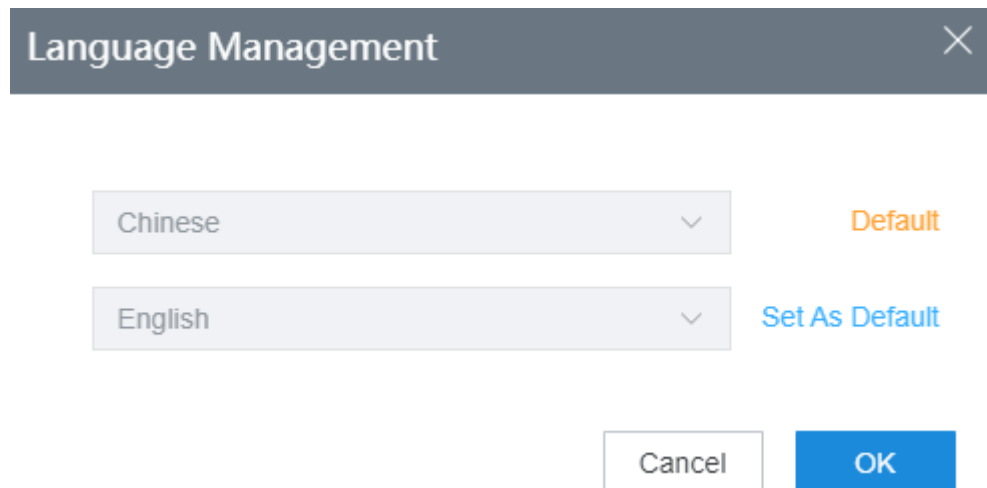 Language Management
Chinese
Default
English
Set As Default
Cancel
OK